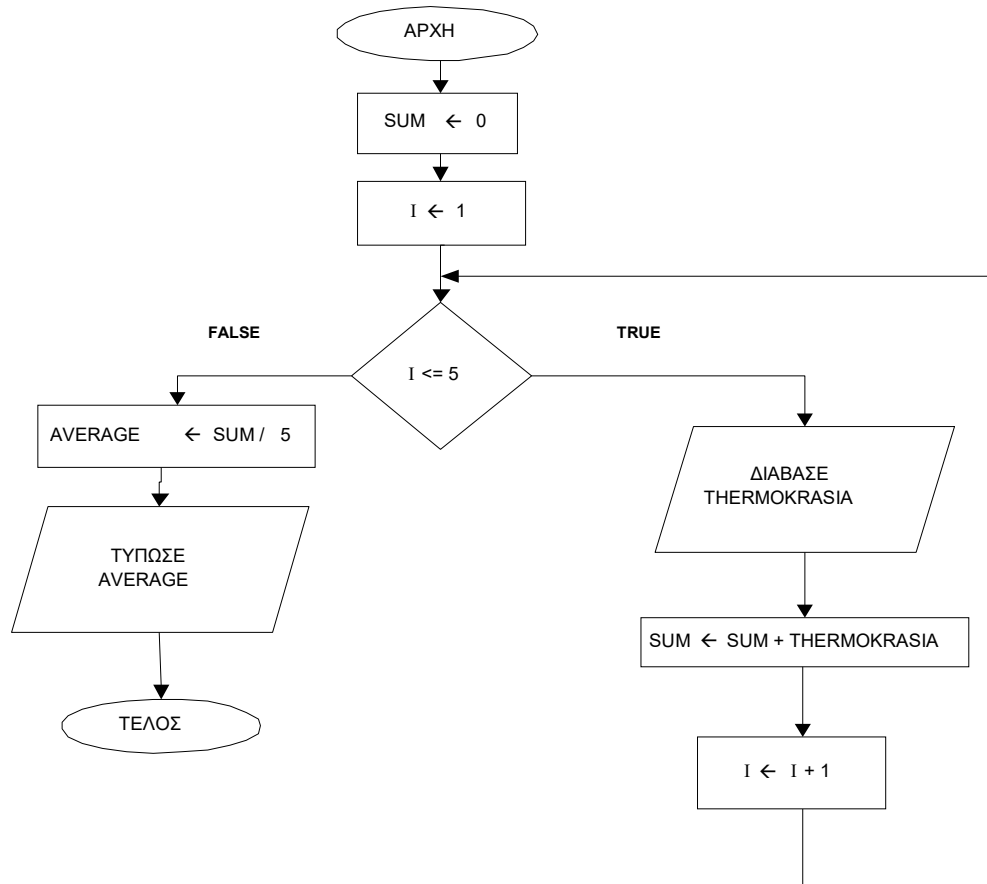 ΑΡΧΗ
SUM ← 0
I ← 1
FALSE
TRUE
I <= 5
AVERAGE ← SUM / 5
ΔΙΑΒΑΣΕ
THERMOKRASIA
ΤΥΠΩΣΕ
AVERAGE
SUM ← SUM + THERMOKRASIA
ΤΕΛΟΣ
I ← I + 1